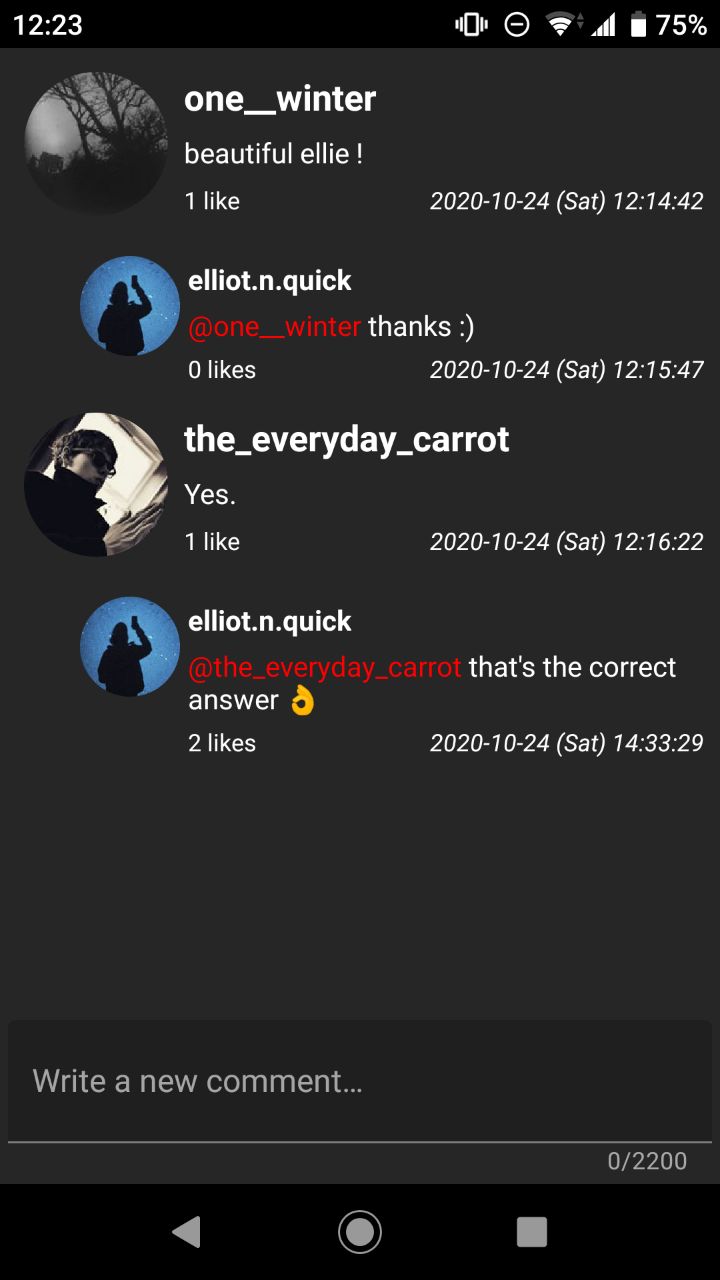 12:23 75%
one__winter
beautiful ellie !
1 like 2020-10-24 (Sat) 12:14:42
elliot.n.quick
@one__winter thanks :)
0 likes 2020-10-24 (Sat) 12:15:47
the_everyday_carrot
Yes.
1 like 2020-10-24 (Sat) 12:16:22
elliot.n.quick
@the_everyday_carrot that's the correct
answer 👌
2 likes 2020-10-24 (Sat) 14:33:29
Write a new comment…
0/2200